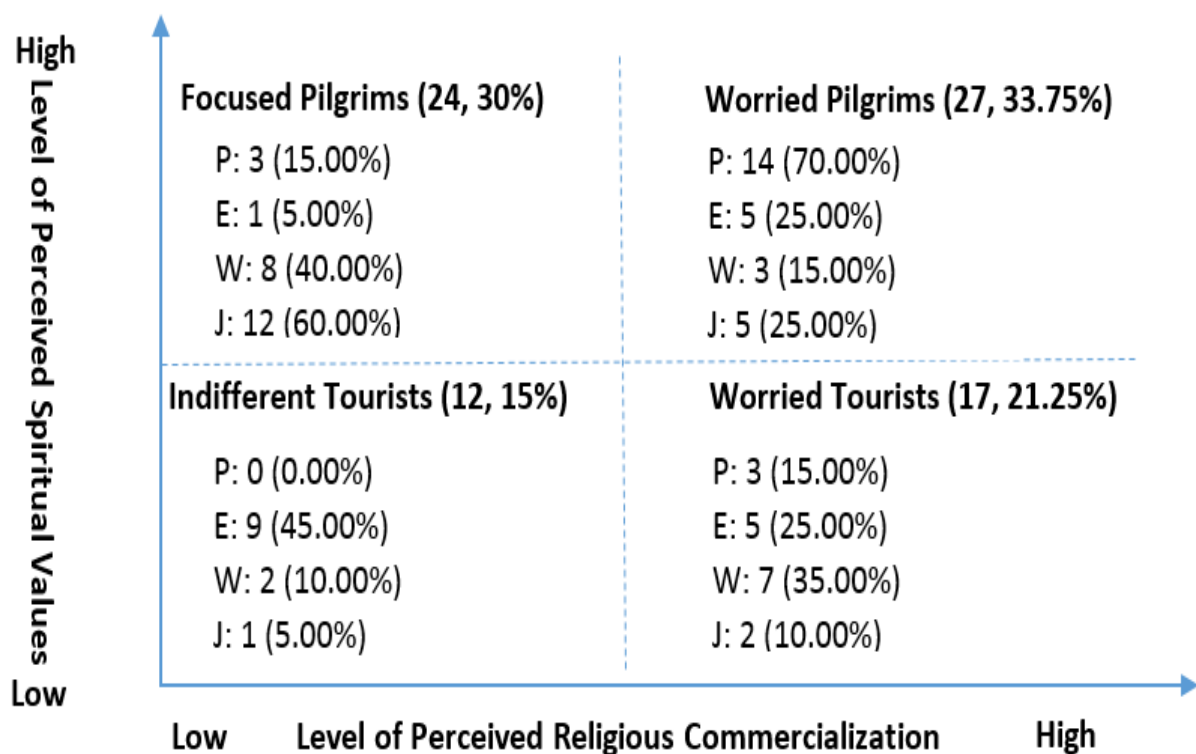 High
Level of Perceived Spiritual Values
Low
Focused Pilgrims (24, 30%)
P: 3 (15.00%)
E: 1 (5.00%)
W: 8 (40.00%)
J: 12 (60.00%)
Worried Pilgrims (27, 33.75%)
P: 14 (70.00%)
E: 5 (25.00%)
W: 3 (15.00%)
J: 5 (25.00%)
Indifferent Tourists (12, 15%)
P: 0 (0.00%)
E: 9 (45.00%)
W: 2 (10.00%)
J: 1 (5.00%)
Worried Tourists (17, 21.25%)
P: 3 (15.00%)
E: 5 (25.00%)
W: 7 (35.00%)
J: 2 (10.00%)
Low Level of Perceived Religious Commercialization High